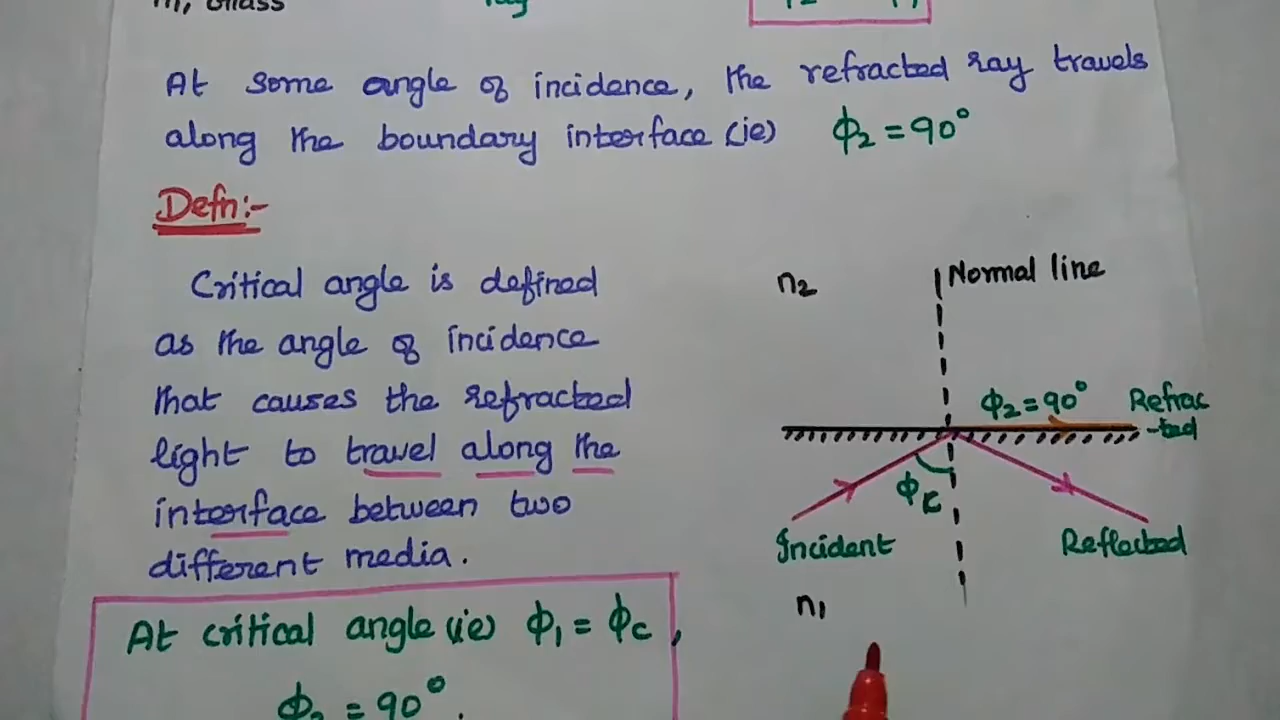 n1 Glass
ray
At some angle of incidence, the refracted ray travels
along the boundary interface (ie) ϕ2 = 90°
Defn:-
Critical angle is defined
as the angle of incidence
that causes the refracted
light to travel along the
interface between two
different media.
At critical angle (ie) ϕ1 = ϕc,
ϕ2 = 90°.
n2
Normal line
ϕ2 = 90°
Refrac
-ted
ϕc
Incident
Reflected
n1